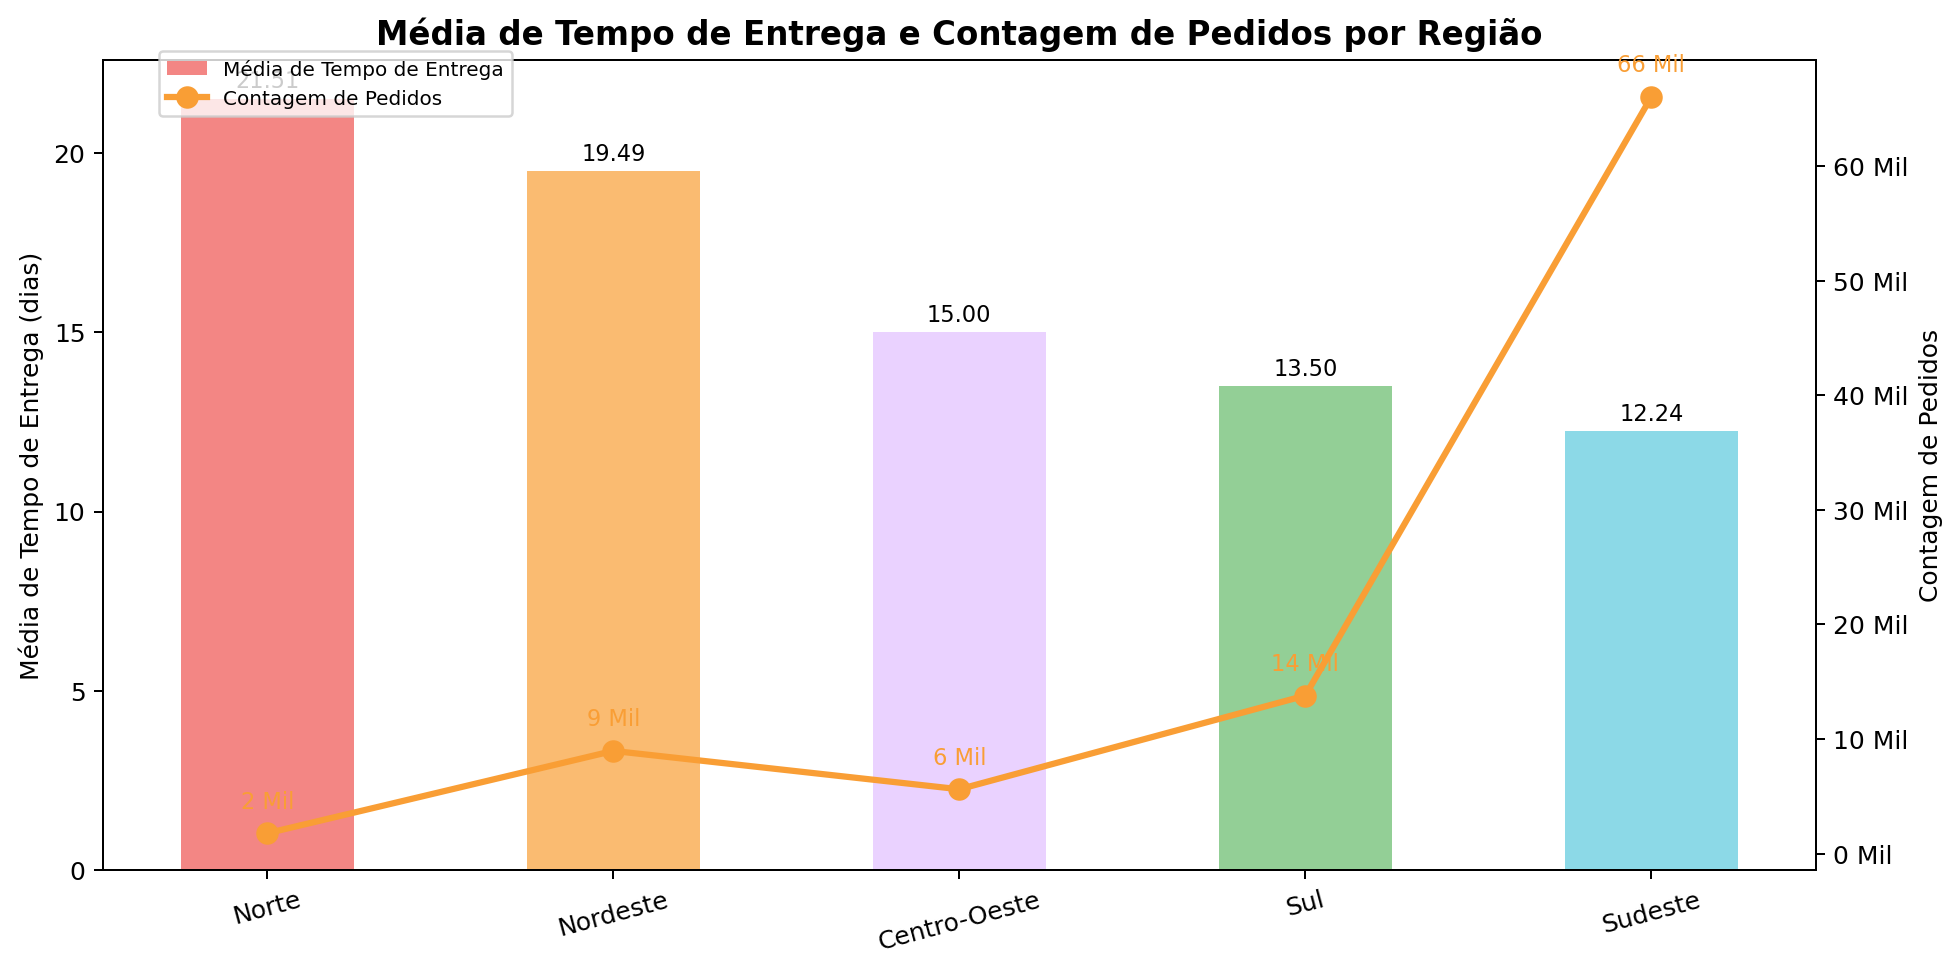 Média de Tempo de Entrega e Contagem de Pedidos por Região
Média de Tempo de Entrega
Contagem de Pedidos
21.51
19.49
15.00
13.50
12.24
2 Mil
9 Mil
6 Mil
14 Mil
66 Mil
Média de Tempo de Entrega (dias)
20
15
10
5
0
60 Mil
50 Mil
40 Mil
30 Mil
20 Mil
10 Mil
0 Mil
Contagem de Pedidos
Norte
Nordeste
Centro-Oeste
Sul
Sudeste